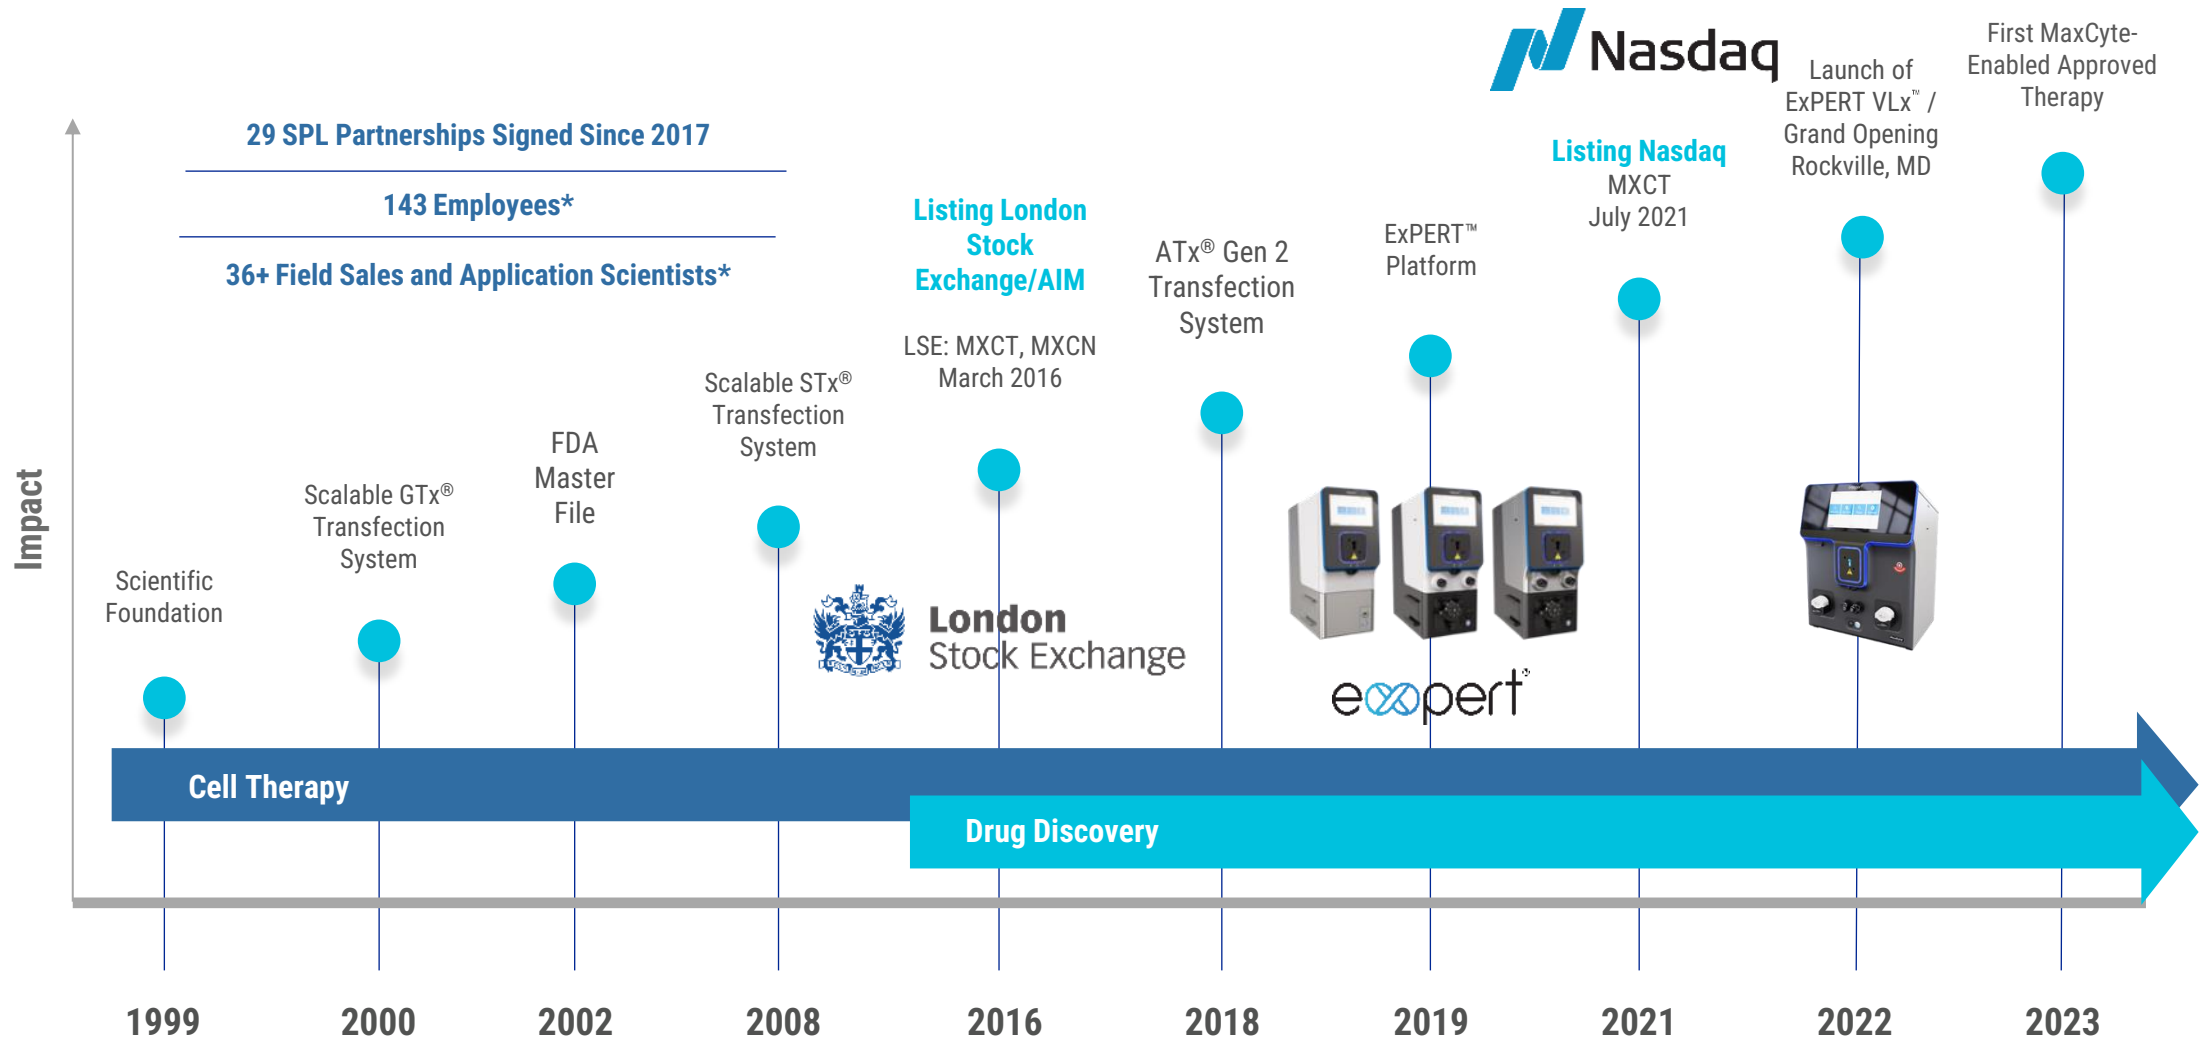 Nasdaq
First MaxCyte-
Enabled Approved
Therapy
Launch of
ExPERT VLx™ /
Grand Opening
Rockville, MD
29 SPL Partnerships Signed Since 2017
143 Employees*
36+ Field Sales and Application Scientists*
Listing Nasdaq
MXCT
July 2021
Listing London
Stock
Exchange/AIM
LSE: MXCT, MXCN
March 2016
ATx® Gen 2
Transfection
System
ExPERT™
Platform
Scalable STx®
Transfection
System
FDA
Master
File
Scalable GTx®
Transfection
System
Scientific
Foundation
Impact
London
Stock Exchange
expert
Cell Therapy
Drug Discovery
1999
2000
2002
2008
2016
2018
2019
2021
2022
2023